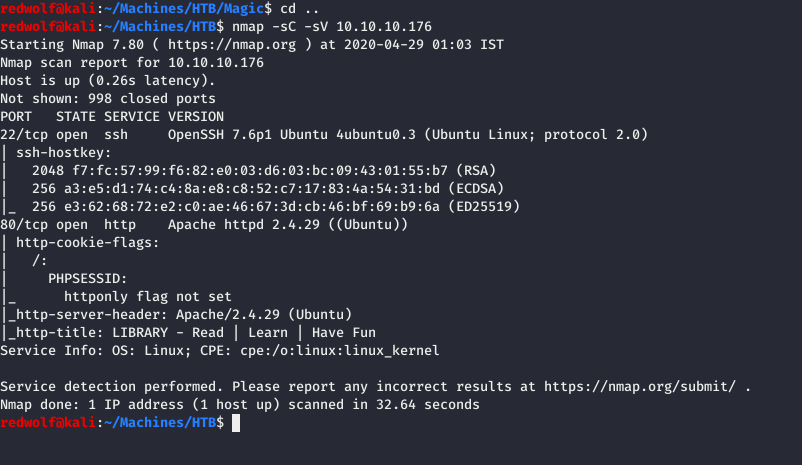 redwolf@kali:~/Machines/HTB/Magic$ cd ..
redwolf@kali:~/Machines/HTB$ nmap -sC -sV 10.10.10.176
Starting Nmap 7.80 ( https://nmap.org ) at 2020-04-29 01:03 IST
Nmap scan report for 10.10.10.176
Host is up (0.26s latency).
Not shown: 998 closed ports
PORT   STATE SERVICE VERSION
22/tcp open  ssh     OpenSSH 7.6p1 Ubuntu 4ubuntu0.3 (Ubuntu Linux; protocol 2.0)
| ssh-hostkey:
|   2048 f7:fc:57:99:f6:82:e0:03:d6:03:bc:09:43:01:55:b7 (RSA)
|   256 a3:e5:d1:74:c4:8a:e8:c8:52:c7:17:83:4a:54:31:bd (ECDSA)
|_  256 e3:62:68:72:e2:c0:ae:46:67:3d:cb:46:bf:69:b9:6a (ED25519)
80/tcp open  http    Apache httpd 2.4.29 ((Ubuntu))
| http-cookie-flags:
|   /:
|     PHPSESSID:
|_      httponly flag not set
|_http-server-header: Apache/2.4.29 (Ubuntu)
|_http-title: LIBRARY - Read | Learn | Have Fun
Service Info: OS: Linux; CPE: cpe:/o:linux:linux_kernel
Service detection performed. Please report any incorrect results at https://nmap.org/submit/ .
Nmap done: 1 IP address (1 host up) scanned in 32.64 seconds
redwolf@kali:~/Machines/HTB$